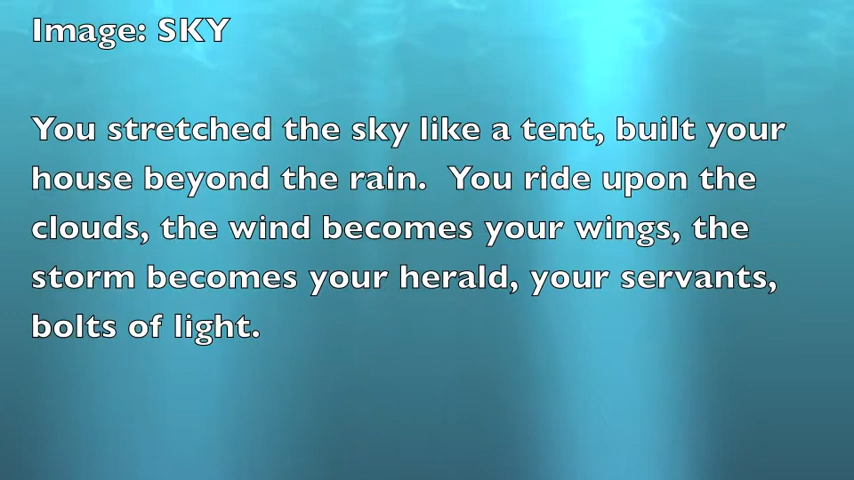 Image: SKY
You stretched the sky like a tent, built your
house beyond the rain.  You ride upon the
clouds, the wind becomes your wings, the
storm becomes your herald, your servants,
bolts of light.